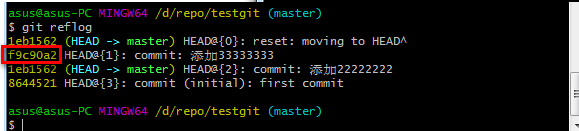 asus@asus-PC MINGW64 /d/repo/testgit (master)
$ git reflog
1eb1562 (HEAD -> master) HEAD@{0}: reset: moving to HEAD^
f9c90a2 HEAD@{1}: commit: 添加33333333
1eb1562 (HEAD -> master) HEAD@{2}: commit: 添加22222222
8644521 HEAD@{3}: commit (initial): first commit
asus@asus-PC MINGW64 /d/repo/testgit (master)
$